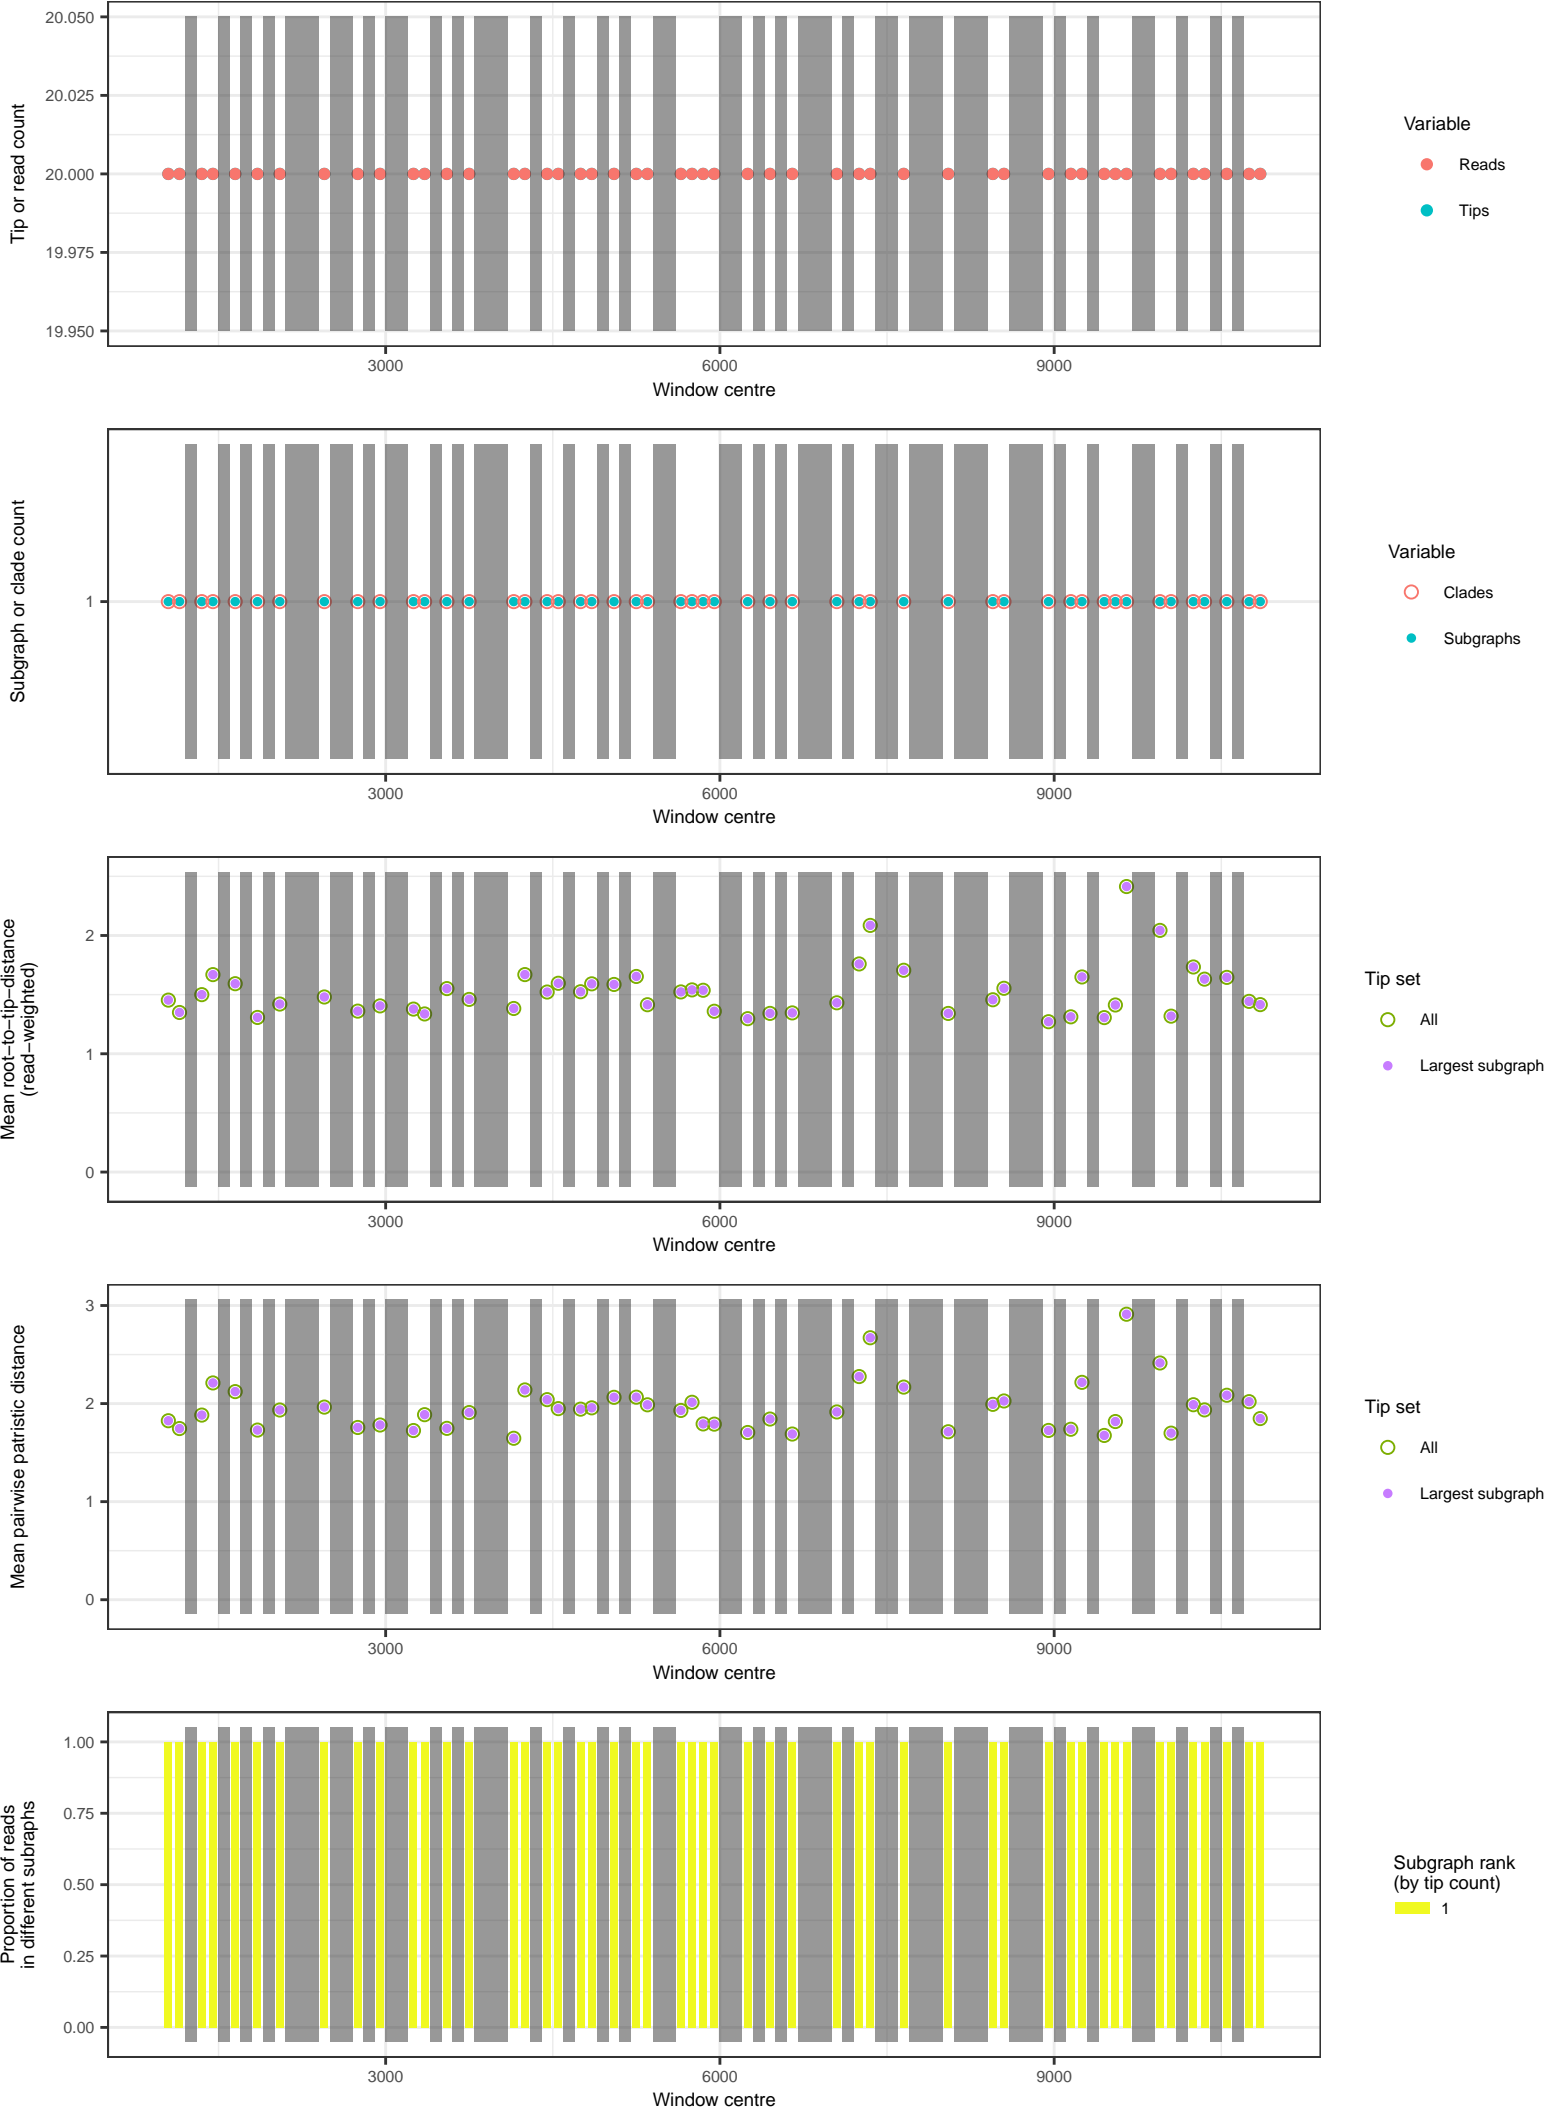 20.050
20.025
20.000
19.975
19.950
Tip or read count
3000 6000 9000
Window centre
Variable
Reads
Tips
1
Subgraph or clade count
3000 6000 9000
Window centre
Variable
Clades
Subgraphs
2
1
0
Mean root−to−tip−distance
(read−weighted)
3000 6000 9000
Window centre
Tip set
All
Largest subgraph
3
2
1
0
Mean pairwise patristic distance
3000 6000 9000
Window centre
Tip set
All
Largest subgraph
1.00
0.75
0.50
0.25
0.00
Proportion of reads
in different subraphs
3000 6000 9000
Window centre
Subgraph rank
(by tip count)
1